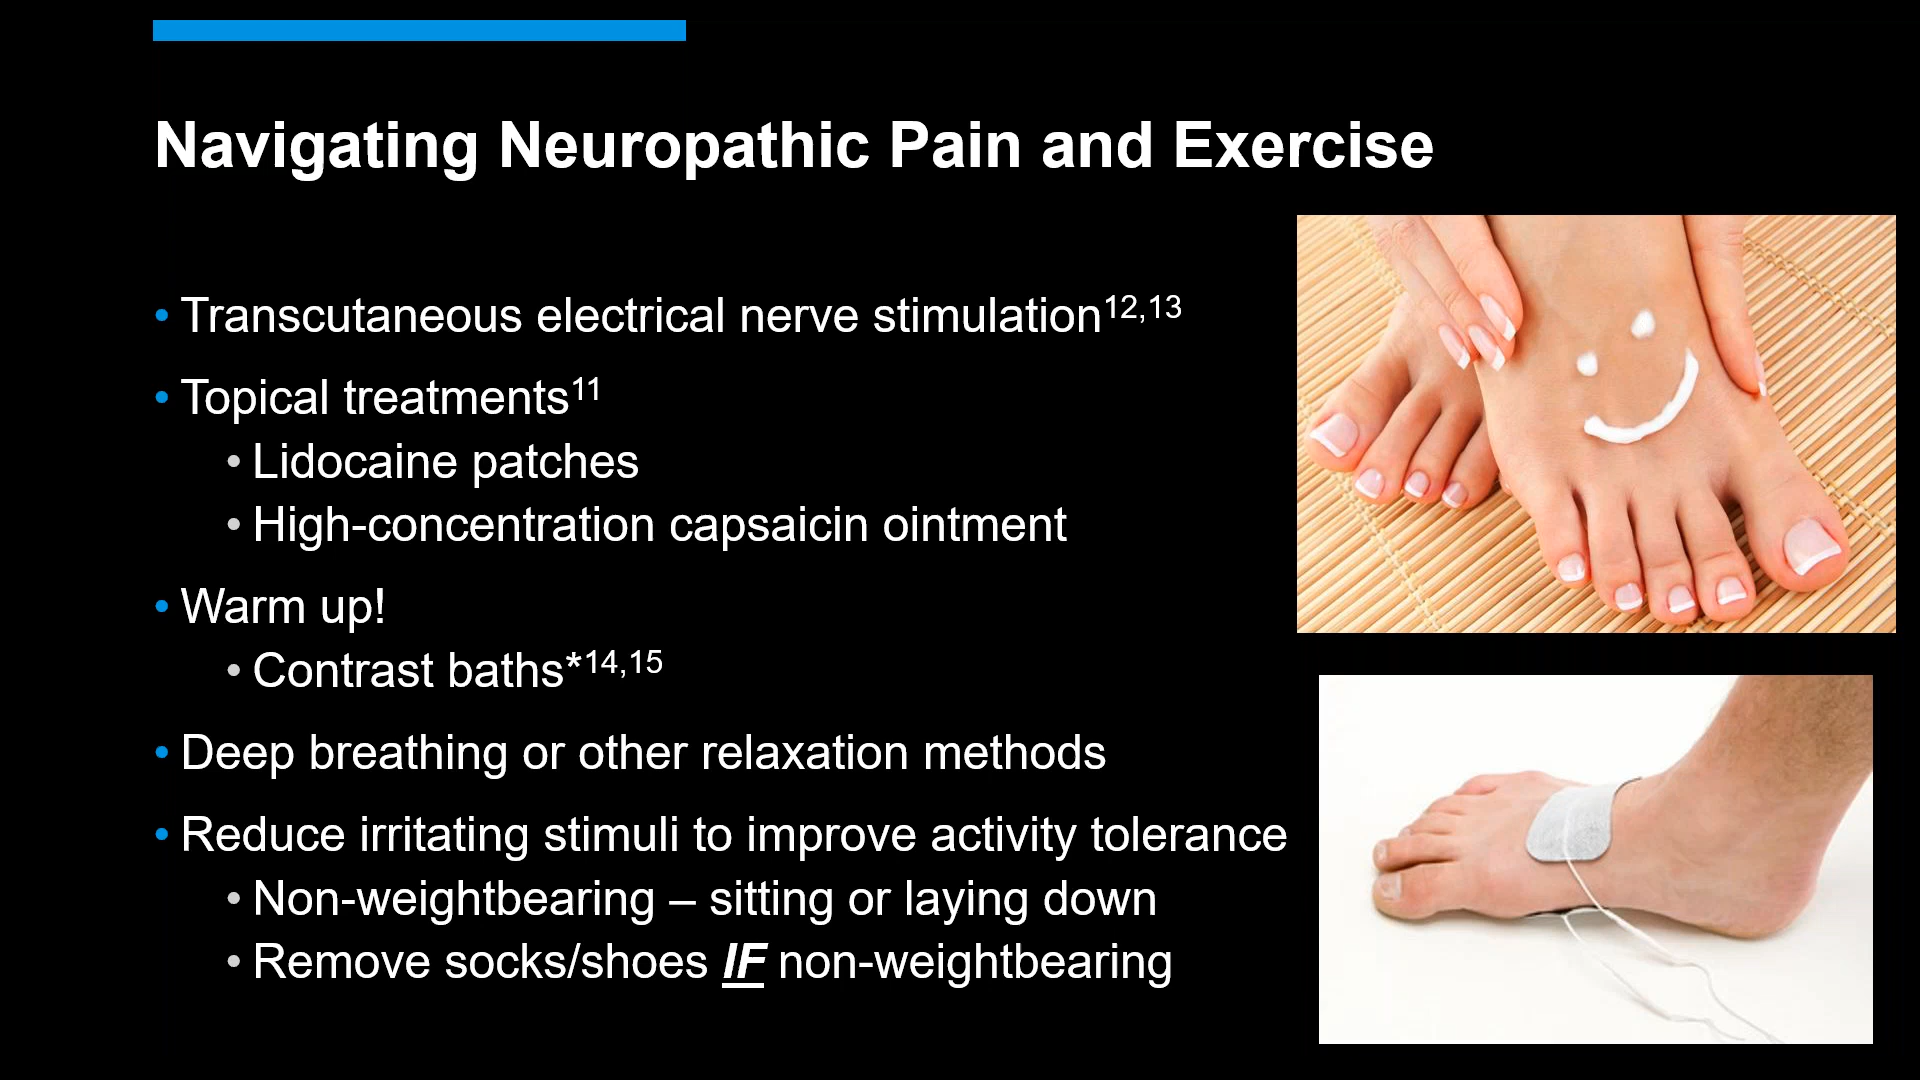 Navigating Neuropathic Pain and Exercise
• Transcutaneous electrical nerve stimulation12,13
• Topical treatments11
• Lidocaine patches
• High-concentration capsaicin ointment
• Warm up!
• Contrast baths*14,15
• Deep breathing or other relaxation methods
• Reduce irritating stimuli to improve activity tolerance
• Non-weightbearing – sitting or laying down
• Remove socks/shoes IF non-weightbearing